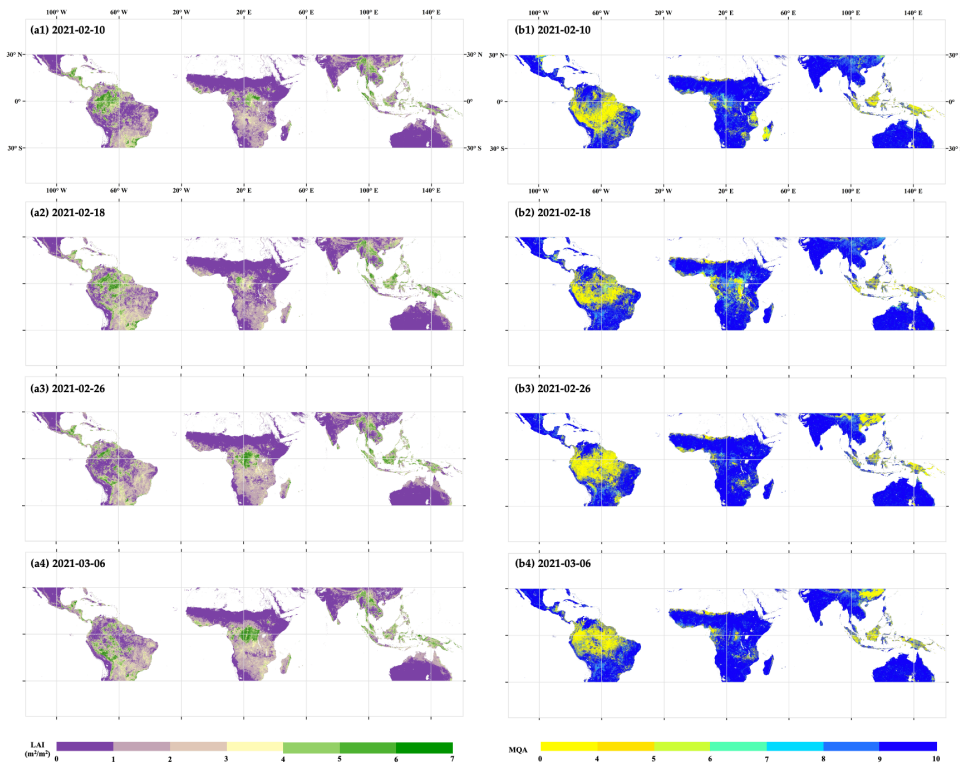 100° W 60° W 20° W 20° E 60° E 100° E 140° E
100° W 60° W 20° W 20° E 60° E 100° E 140° E
(a1) 2021-02-10
(b1) 2021-02-10
30° N 30° N
0° 0° 0°
30° S 30° S 30° S
100° W 60° W 20° W 20° E 60° E 100° E 140° E
100° W 60° W 20° W 20° E 60° E 100° E 140° E
(a2) 2021-02-18
(b2) 2021-02-18
(a3) 2021-02-26
(b3) 2021-02-26
(a4) 2021-03-06
(b4) 2021-03-06
LAI
(m²/m²)
0 1 2 3 4 5 6 7
MQA
0 4 5 6 7 8 9 10